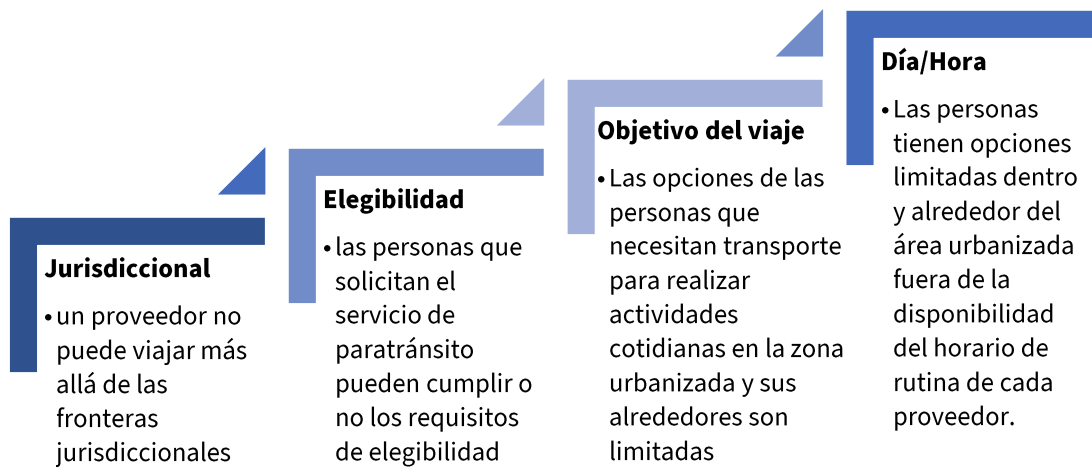 Jurisdiccional
• un proveedor no
puede viajar más
allá de las
fronteras
jurisdiccionales
Elegibilidad
• las personas que
solicitan el
servicio de
paratránsito
pueden cumplir o
no los requisitos
de elegibilidad
Objetivo del viaje
• Las opciones de las
personas que
necesitan transporte
para realizar
actividades
cotidianas en la zona
urbanizada y sus
alrededores son
limitadas
Día/Hora
• Las personas
tienen opciones
limitadas dentro
y alrededor del
área urbanizada
fuera de la
disponibilidad
del horario de
rutina de cada
proveedor.